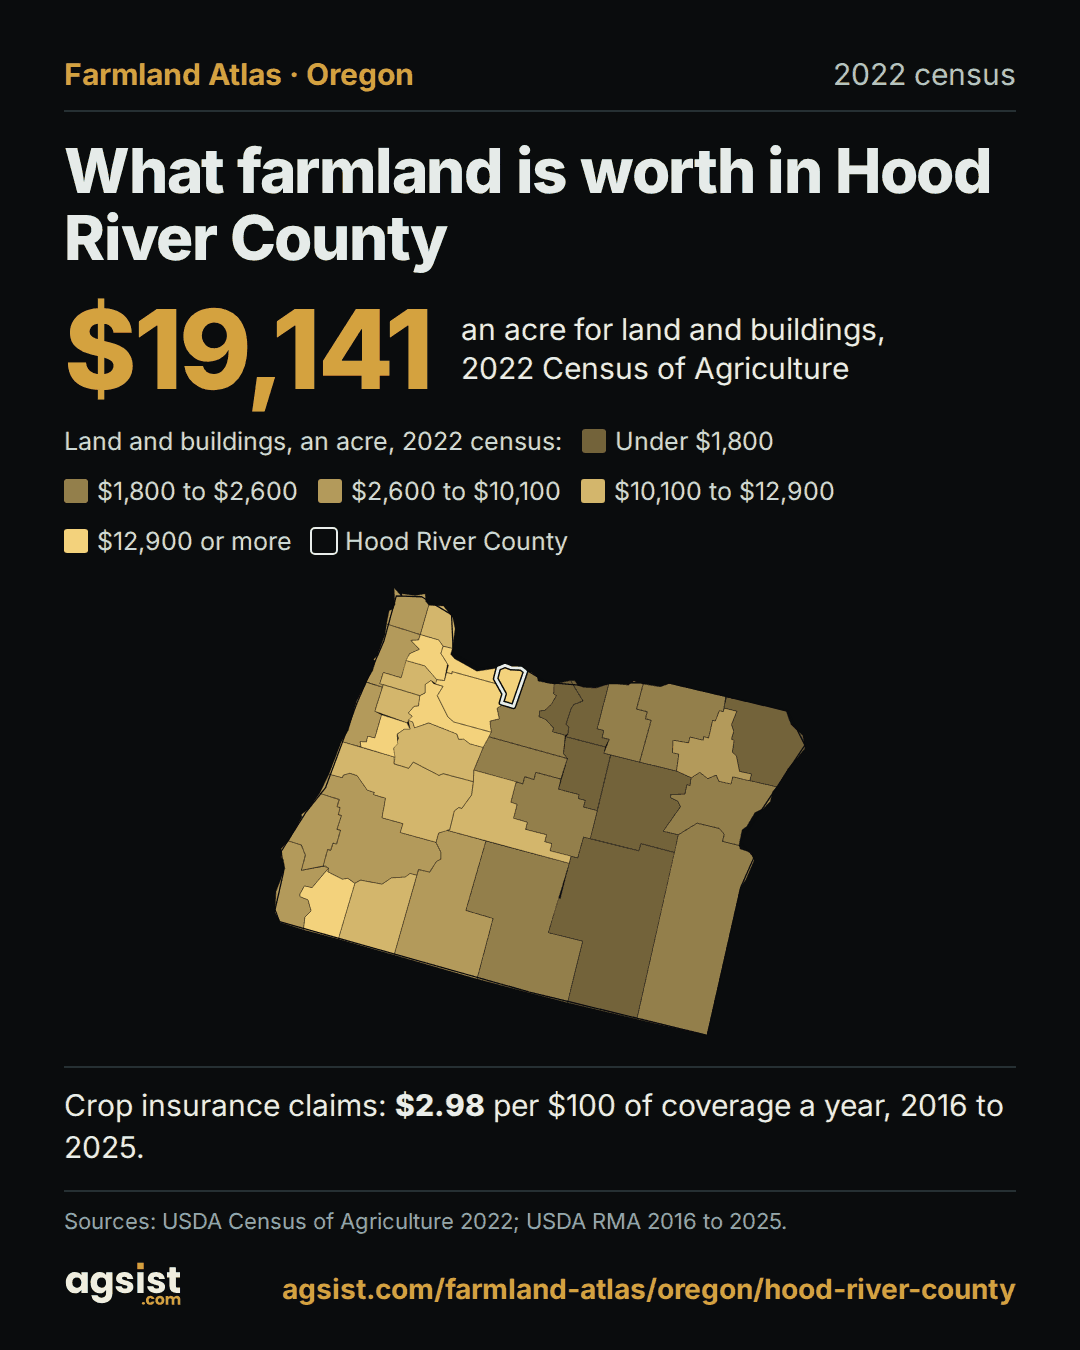 Farmland Atlas · Oregon
2022 census
What farmland is worth in Hood
River County
$19,141
an acre for land and buildings,
2022 Census of Agriculture
Land and buildings, an acre, 2022 census:
Under $1,800
$1,800 to $2,600
$2,600 to $10,100
$10,100 to $12,900
$12,900 or more
Hood River County
Crop insurance claims: $2.98 per $100 of coverage a year, 2016 to
2025.
Sources: USDA Census of Agriculture 2022; USDA RMA 2016 to 2025.
agsist
.com
agsist.com/farmland-atlas/oregon/hood-river-county